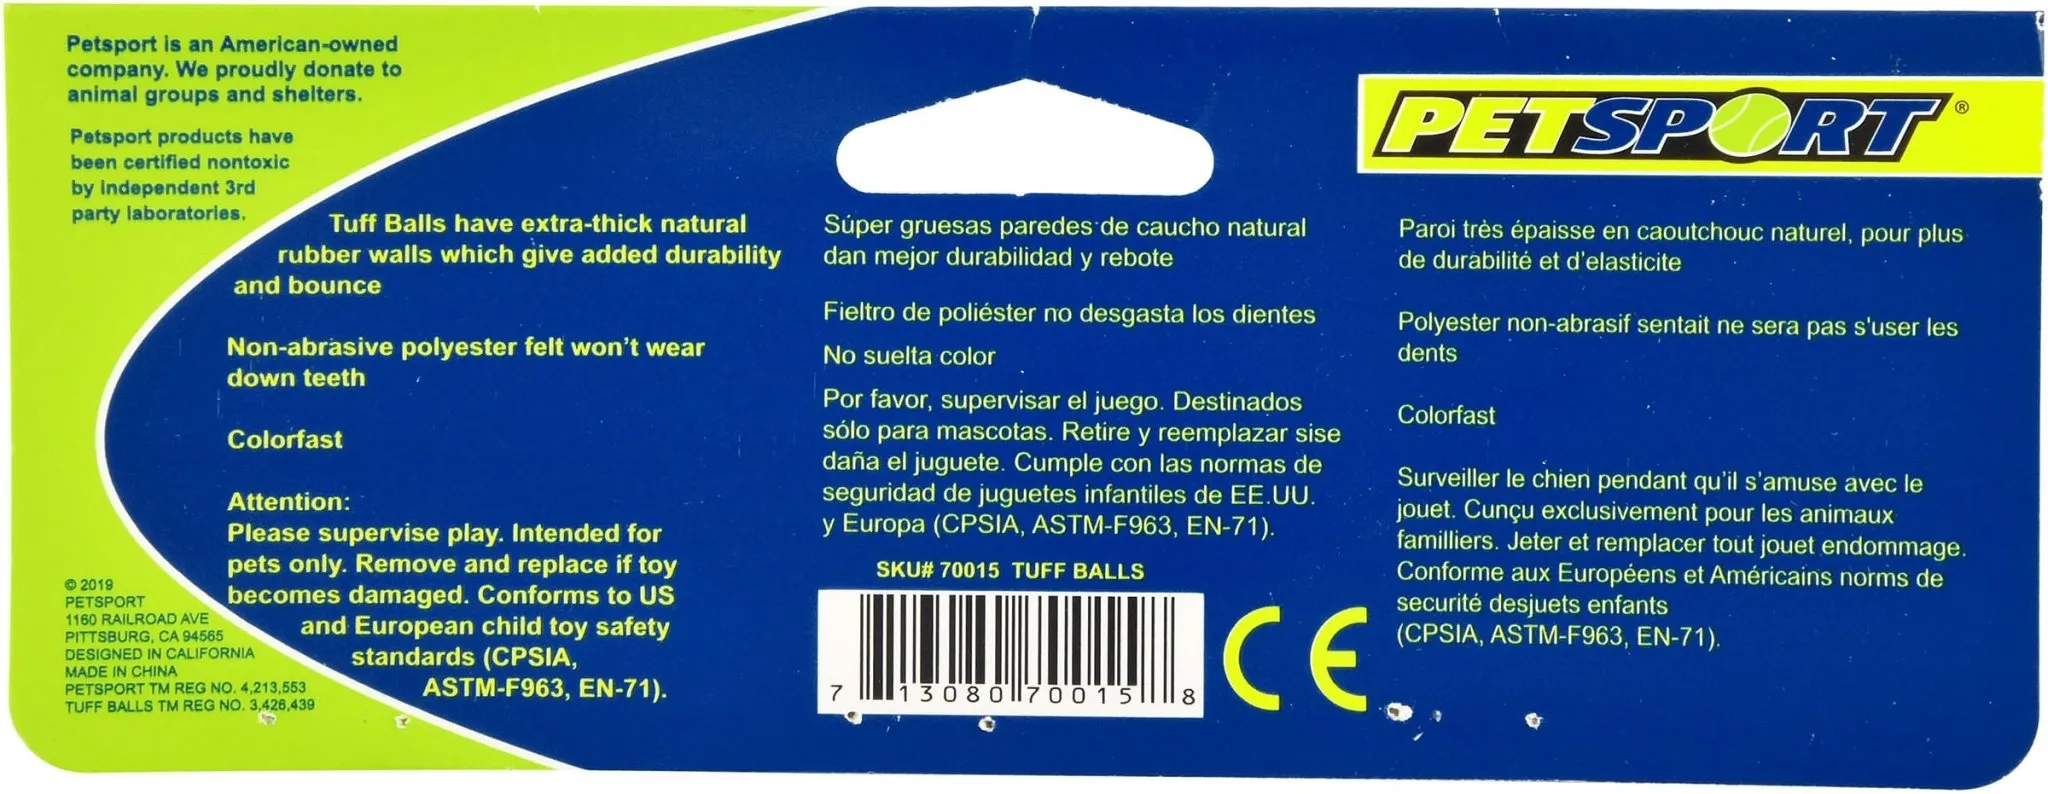 Petsport is an American-owned
company. We proudly donate to
animal groups and shelters.
Petsport products have
been certified nontoxic
by independent 3rd
party laboratories.
Tuff Balls have extra-thick natural
rubber walls which give added durability
and bounce
Non-abrasive polyester felt won't wear
down teeth
Colorfast
Attention:
Please supervise play. Intended for
pets only. Remove and replace if toy
becomes damaged. Conforms to US
and European child toy safety
standards (CPSIA,
ASTM-F963, EN-71).
© 2019
PETSPORT
1160 RAILROAD AVE
PITTSBURG, CA 94565
DESIGNED IN CALIFORNIA
MADE IN CHINA
PETSPORT TM REG NO. 4,213,553
TUFF BALLS TM REG NO. 3,426,439
Súper gruesas paredes de caucho natural
dan mejor durabilidad y rebote
Fieltro de poliéster no desgasta los dientes
No suelta color
Por favor, supervisar el juego. Destinados
sólo para mascotas. Retire y reemplazar sise
daña el juguete. Cumple con las normas de
seguridad de juguetes infantiles de EE.UU.
y Europa (CPSIA, ASTM-F963, EN-71).
SKU# 70015 TUFF BALLS
7 13080 70015 8
CE
PETSPORT®
Paroi très épaisse en caoutchouc naturel, pour plus
de durabilité et d'elasticite
Polyester non-abrasif sentait ne sera pas s'user les
dents
Colorfast
Surveiller le chien pendant qu'il s'amuse avec le
jouet. Cunçu exclusivement pour les animaux
familliers. Jeter et remplacer tout jouet endommage.
Conforme aux Européens et Américains norms de
securité desjuets enfants
(CPSIA, ASTM-F963, EN-71).